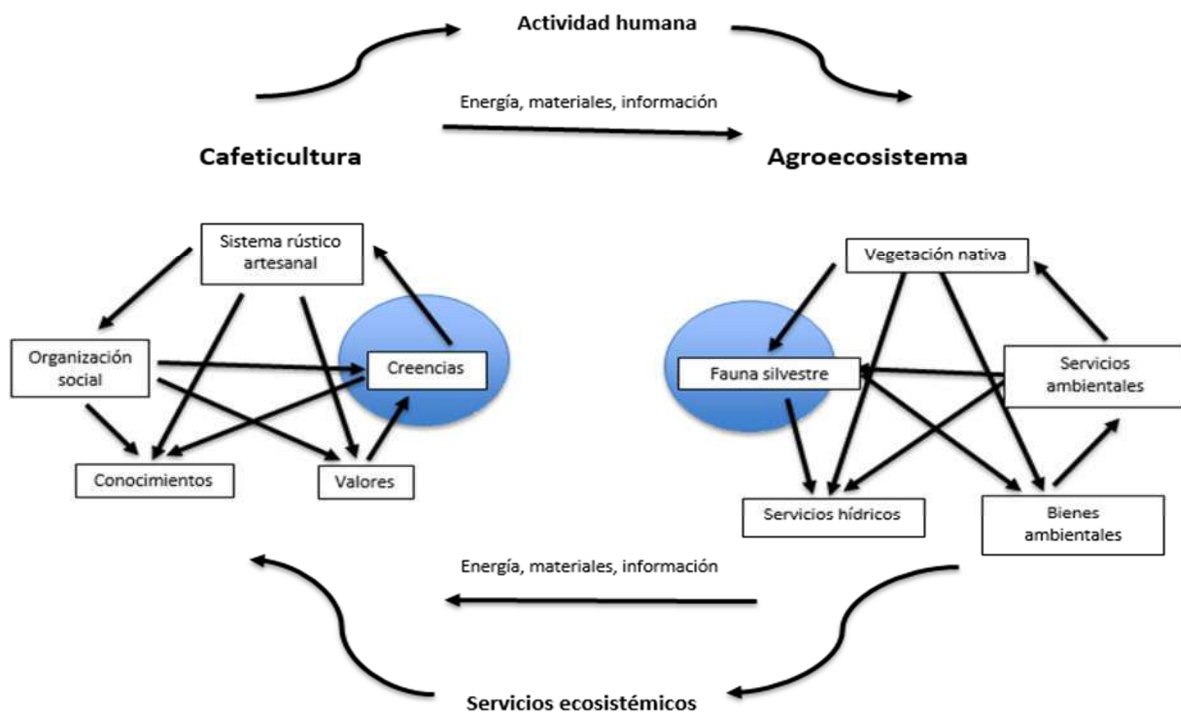 Actividad humana
Energía, materiales, información
Cafeticultura
Agroecosistema
Sistema rústico
artesanal
Organización
social
Creencias
Conocimientos
Valores
Vegetación nativa
Fauna silvestre
Servicios
ambientales
Servicios hídricos
Bienes
ambientales
Energía, materiales, información
Servicios ecosistémicos